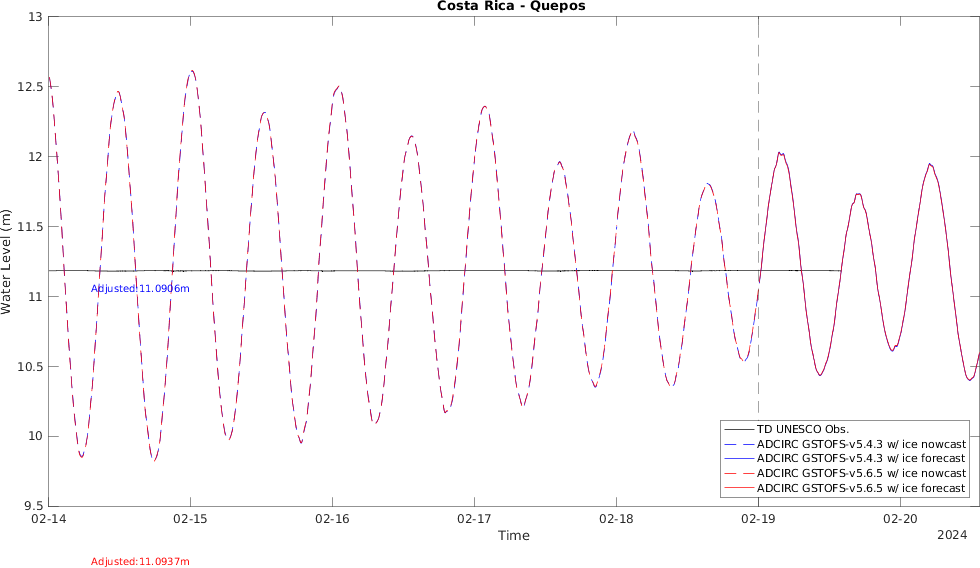 Costa Rica - Quepos
13
12.5
12
11.5
11
10.5
10
9.5
Water Level (m)
Adjusted:11.0906m
TD UNESCO Obs.
ADCIRC GSTOFS-v5.4.3 w/ ice nowcast
ADCIRC GSTOFS-v5.4.3 w/ ice forecast
ADCIRC GSTOFS-v5.6.5 w/ ice nowcast
ADCIRC GSTOFS-v5.6.5 w/ ice forecast
02-14 02-15 02-16 02-17 02-18 02-19 02-20
Time
2024
Adjusted:11.0937m